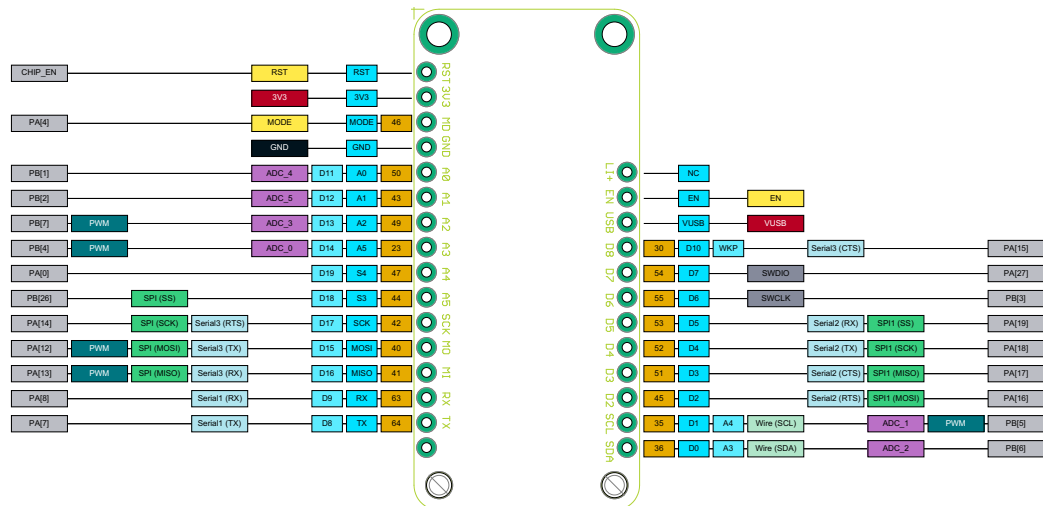 CHIP_EN RST RST RST
3V3 3V3 3V3
PA[4] MODE MODE 46 MD
GND GND GND
PB[1] ADC_4 D11 A0 50 A0
PB[2] ADC_5 D12 A1 43 A1
PB[7] PWM ADC_3 D13 A2 49 A2
PB[4] PWM ADC_0 D14 A5 23 A3
PA[0] D19 S4 47 A4
PB[26] SPI (SS) D18 S3 44 A5
PA[14] SPI (SCK) Serial3 (RTS) D17 SCK 42 SCK
PA[12] PWM SPI (MOSI) Serial3 (TX) D15 MOSI 40 MO
PA[13] PWM SPI (MISO) Serial3 (RX) D16 MISO 41 MI
PA[8] Serial1 (RX) D9 RX 63 RX
PA[7] Serial1 (TX) D8 TX 64 TX
LI+ NC
EN EN EN
USB VUSB VUSB
D8 30 D10 WKP Serial3 (CTS) PA[15]
D7 54 D7 SWDIO PA[27]
D6 55 D6 SWCLK PB[3]
D5 53 D5 Serial2 (RX) SPI1 (SS) PA[19]
D4 52 D4 Serial2 (TX) SPI1 (SCK) PA[18]
D3 51 D3 Serial2 (CTS) SPI1 (MISO) PA[17]
D2 45 D2 Serial2 (RTS) SPI1 (MOSI) PA[16]
SCL 35 D1 A4 Wire (SCL) ADC_1 PWM PB[5]
SDA 36 D0 A3 Wire (SDA) ADC_2 PB[6]